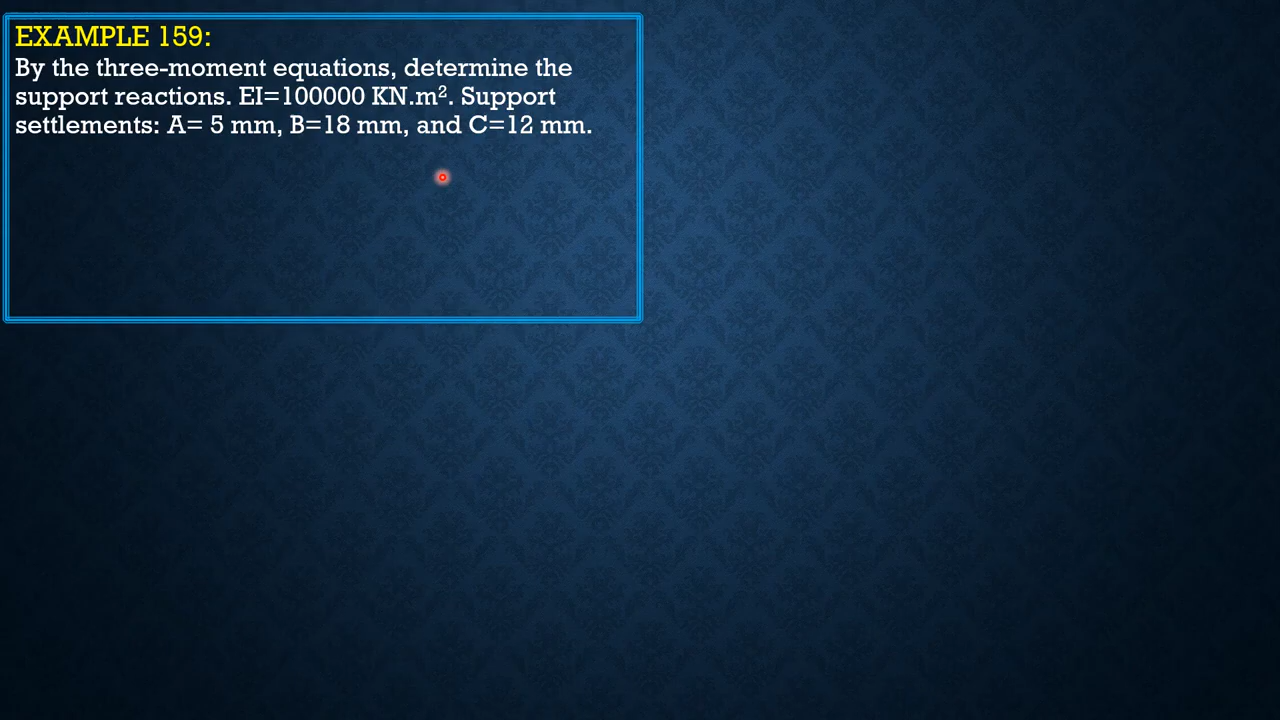 EXAMPLE 159:
By the three-moment equations, determine the
support reactions. EI=100000 KN.m². Support
settlements: A= 5 mm, B=18 mm, and C=12 mm.